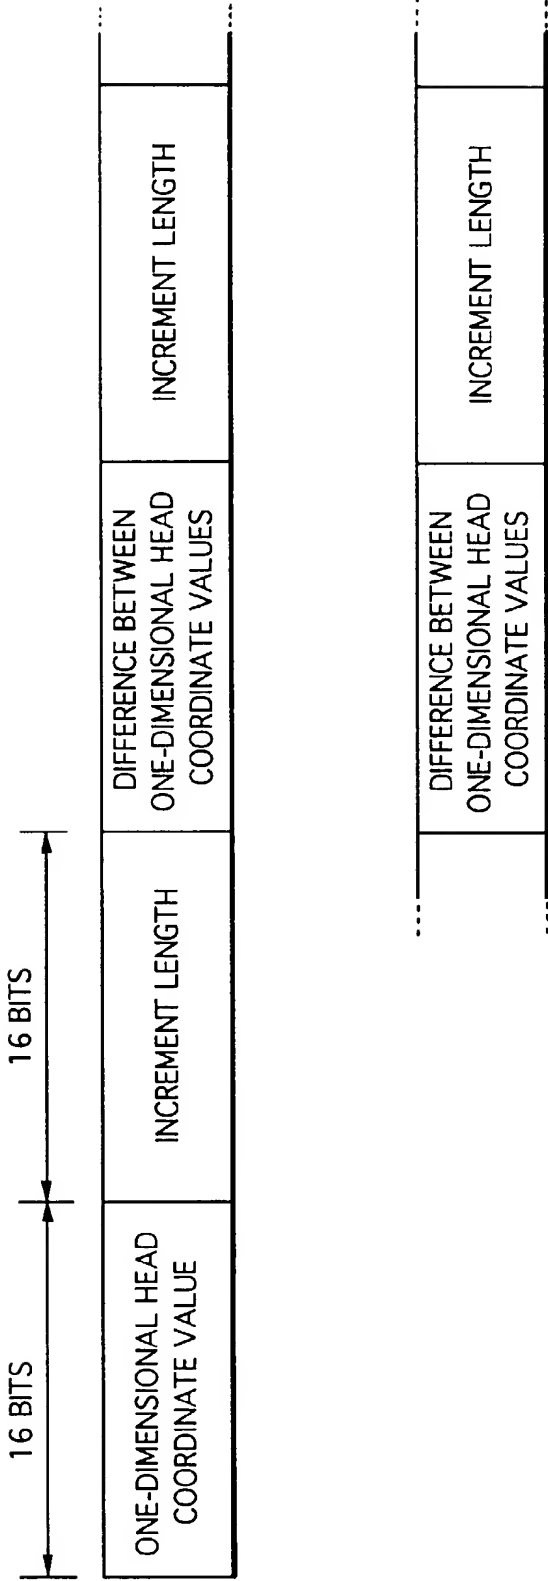 16 BITS
16 BITS
ONE-DIMENSIONAL HEAD
COORDINATE VALUE
INCREMENT LENGTH
DIFFERENCE BETWEEN
ONE-DIMENSIONAL HEAD
COORDINATE VALUES
INCREMENT LENGTH
DIFFERENCE BETWEEN
ONE-DIMENSIONAL HEAD
COORDINATE VALUES
INCREMENT LENGTH